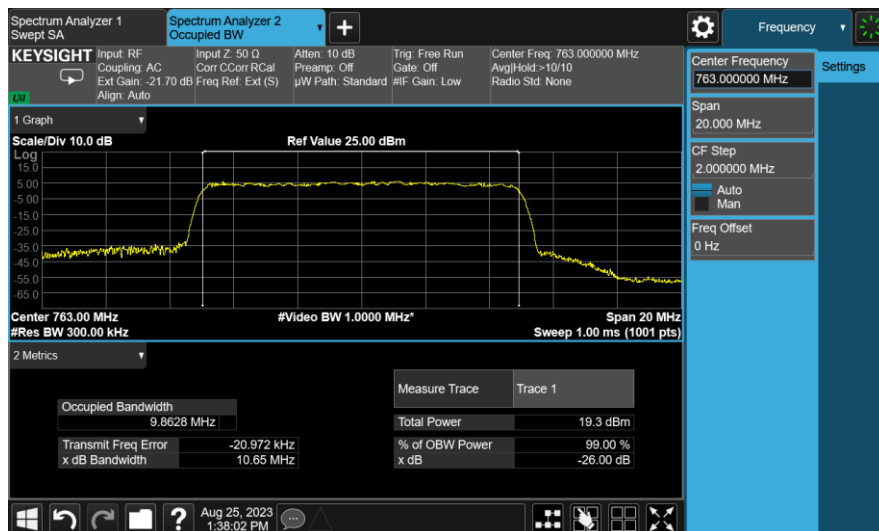 Spectrum Analyzer 1
Swept SA
Spectrum Analyzer 2
Occupied BW
+
Frequency
KEYSIGHT
LXI
Input: RF
Coupling: AC
Ext Gain: -21.70 dB
Align: Auto
Input Z: 50 Ω
Corr CCorr RCal
Freq Ref: Ext (S)
Atten: 10 dB
Preamp: Off
µW Path: Standard
Trig: Free Run
Gate: Off
#IF Gain: Low
Center Freq: 763.000000 MHz
Avg|Hold:>10/10
Radio Std: None
Center Frequency
763.000000 MHz
Settings
Span
20.000 MHz
CF Step
2.000000 MHz
Auto
Man
Freq Offset
0 Hz
1 Graph
Scale/Div 10.0 dB
Ref Value 25.00 dBm
Log
15.0
5.00
-5.00
-15.0
-25.0
-35.0
-45.0
-55.0
-65.0
Center 763.00 MHz
#Video BW 1.0000 MHz*
Span 20 MHz
#Res BW 300.00 kHz
Sweep 1.00 ms (1001 pts)
2 Metrics
Measure Trace
Trace 1
Occupied Bandwidth
9.8628 MHz
Total Power
19.3 dBm
Transmit Freq Error
-20.972 kHz
% of OBW Power
99.00 %
x dB Bandwidth
10.65 MHz
x dB
-26.00 dB
?
Aug 25, 2023
1:38:02 PM